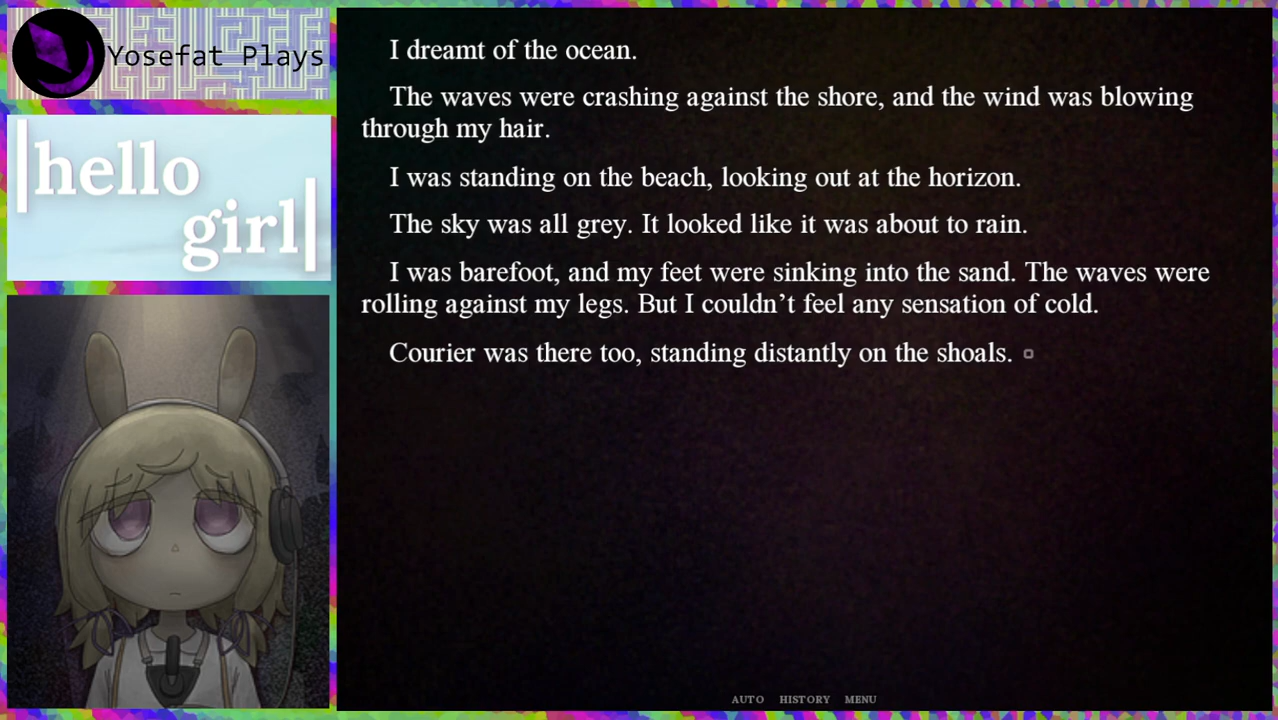 Yosefat Plays
|hello
girl|
I dreamt of the ocean.
The waves were crashing against the shore, and the wind was blowing
through my hair.
I was standing on the beach, looking out at the horizon.
The sky was all grey. It looked like it was about to rain.
I was barefoot, and my feet were sinking into the sand. The waves were
rolling against my legs. But I couldn’t feel any sensation of cold.
Courier was there too, standing distantly on the shoals.
AUTO HISTORY MENU